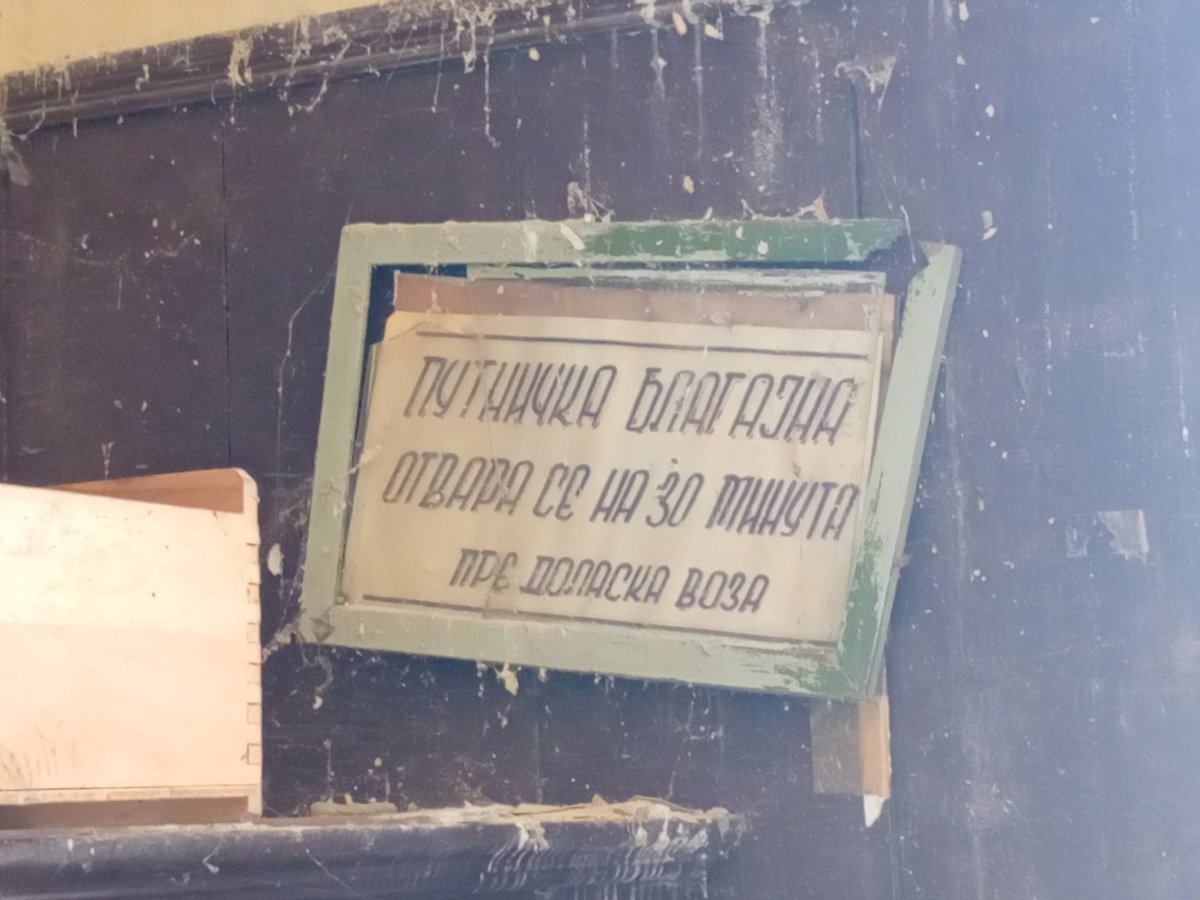 ПУТНИЧКА БЛАГАЈНА
ОТВАРА СЕ НА 30 МИНУТА
ПРЕ ДОЛАСКА ВОЗА